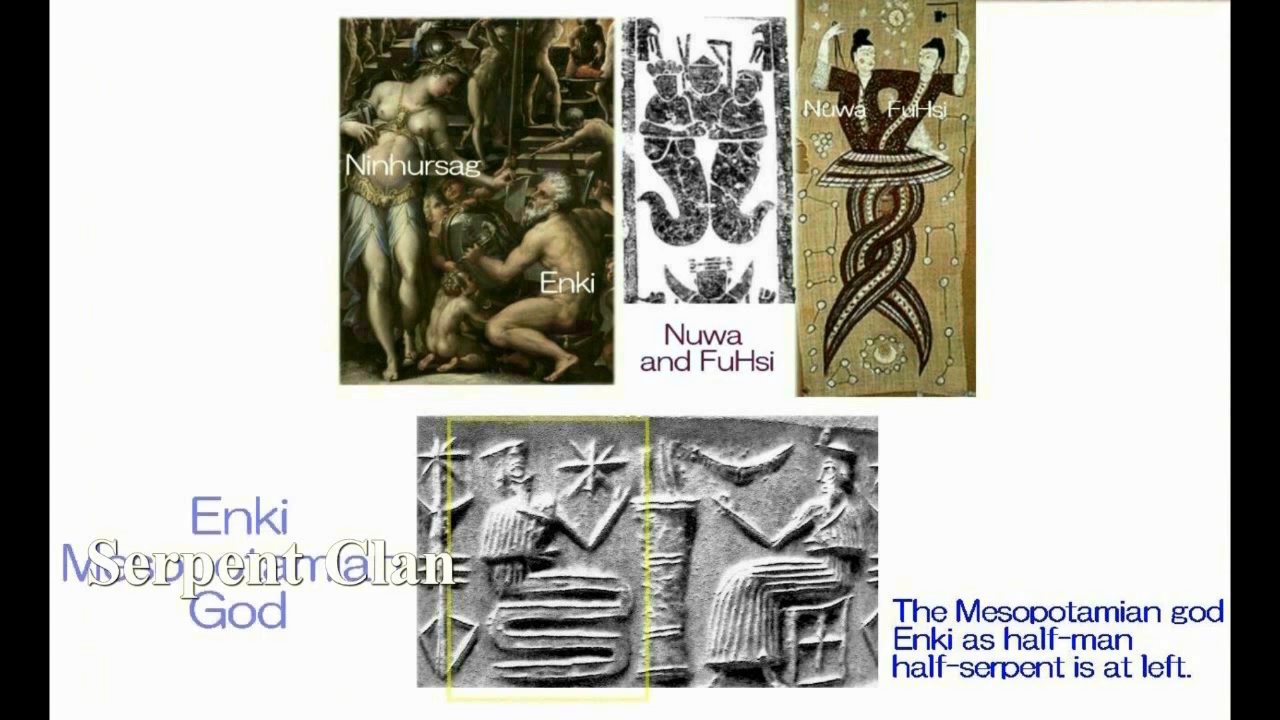 Ninhursag
Enki
Nuwa FuHsi
Nuwa
and FuHsi
Enki
Mesopotamian
God
Serpent Clan
The Mesopotamian god
Enki as half-man
half-serpent is at left.